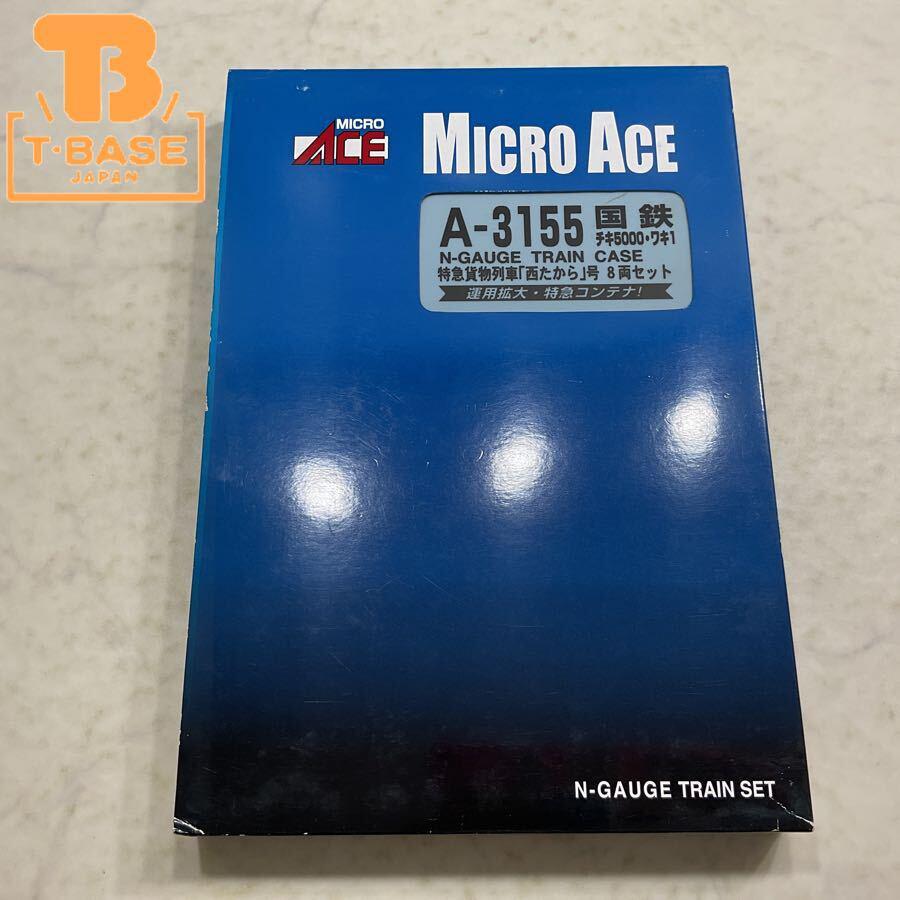 B
T·BASE
JAPAN
MICRO
ACE
MICRO ACE
A-3155
国鉄
チキ5000・ワキ1
N-GAUGE TRAIN CASE
特急貨物列車「西たから」号 8両セット
運用拡大・特急コンテナ!
N-GAUGE TRAIN SET